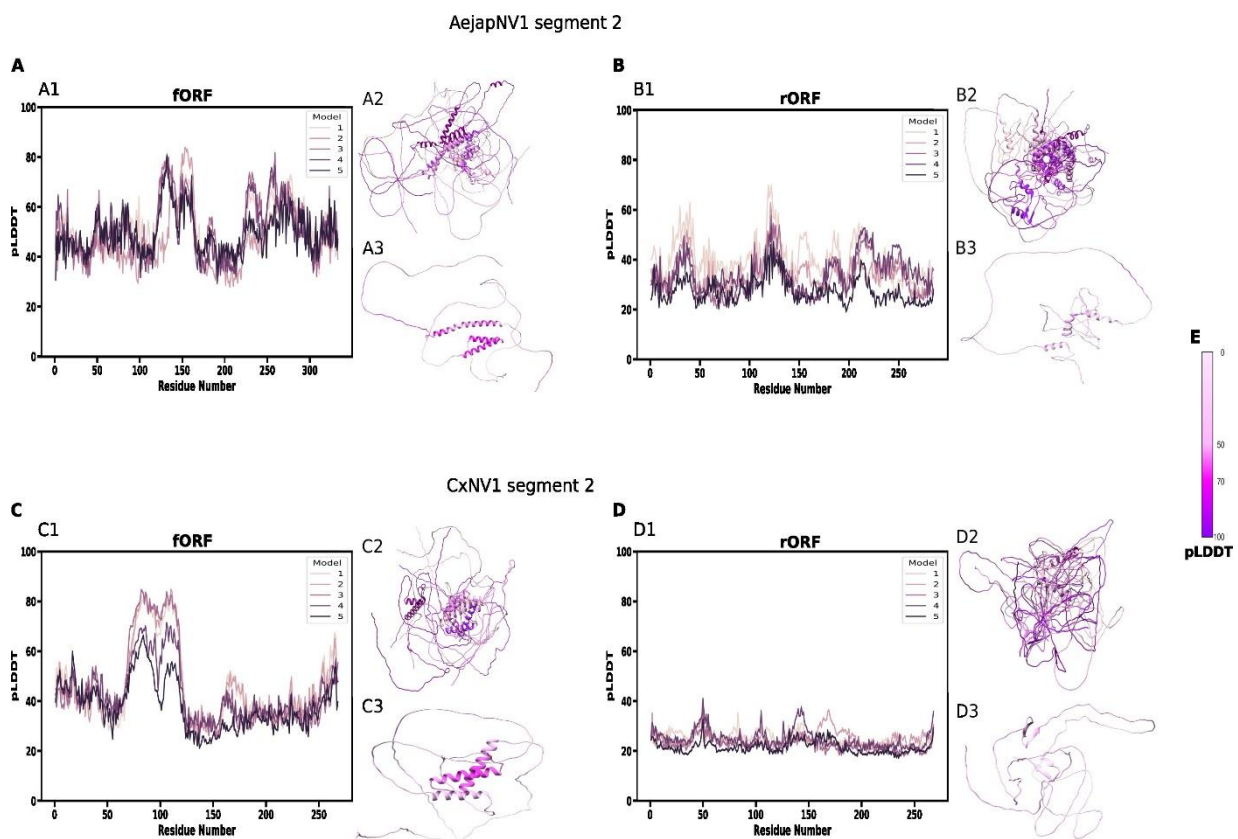 AejapNV1 segment 2
A
A1
fORF
100
80
60
40
20
0
pLDDT
0 50 100 150 200 250 300
Residue Number
Model
1
2
3
4
5
A2
A3
B
B1
rORF
100
80
60
40
20
0
pLDDT
0 50 100 150 200 250
Residue Number
Model
1
2
3
4
5
B2
B3
E
0
50
70
100
pLDDT
CxNV1 segment 2
C
C1
fORF
100
80
60
40
20
0
pLDDT
0 50 100 150 200 250
Residue Number
Model
1
2
3
4
5
C2
C3
D
D1
rORF
100
80
60
40
20
0
pLDDT
0 50 100 150 200 250
Residue Number
Model
1
2
3
4
5
D2
D3